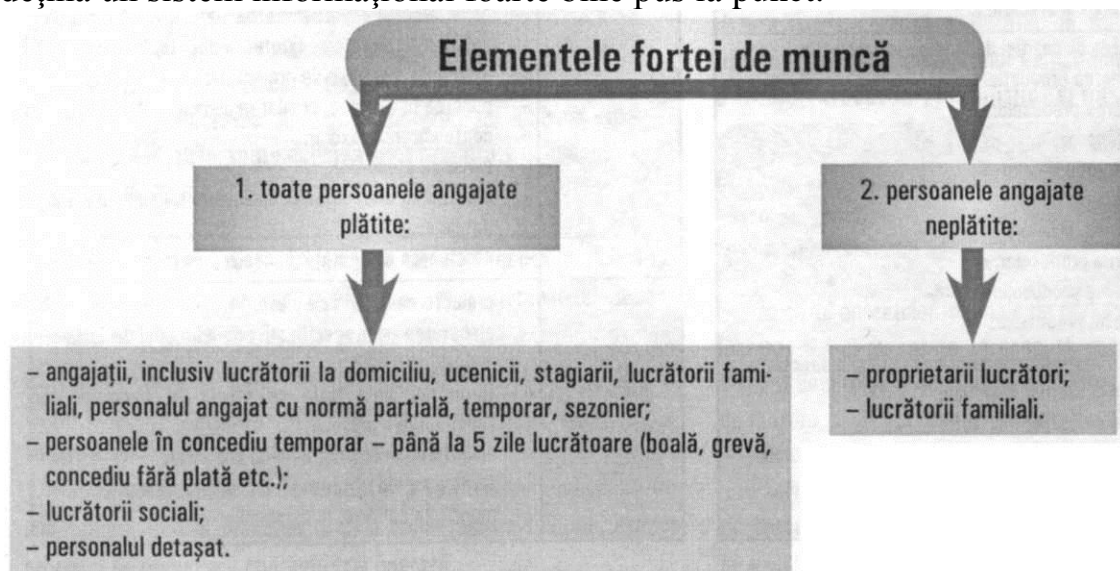 Elementele forței de muncă
1. toate persoanele angajate
plătite:
2. persoanele angajate
neplătite:
– angajații, inclusiv lucrătorii la domiciliu, ucenicii, stagiarii, lucrătorii fami-
liali, personalul angajat cu normă parțială, temporar, sezonier;
– persoanele în concediu temporar – până la 5 zile lucrătoare (boală, grevă,
concediu fără plată etc.);
– lucrătorii sociali;
– personalul detașat.
– proprietarii lucrători;
– lucrătorii familiali.